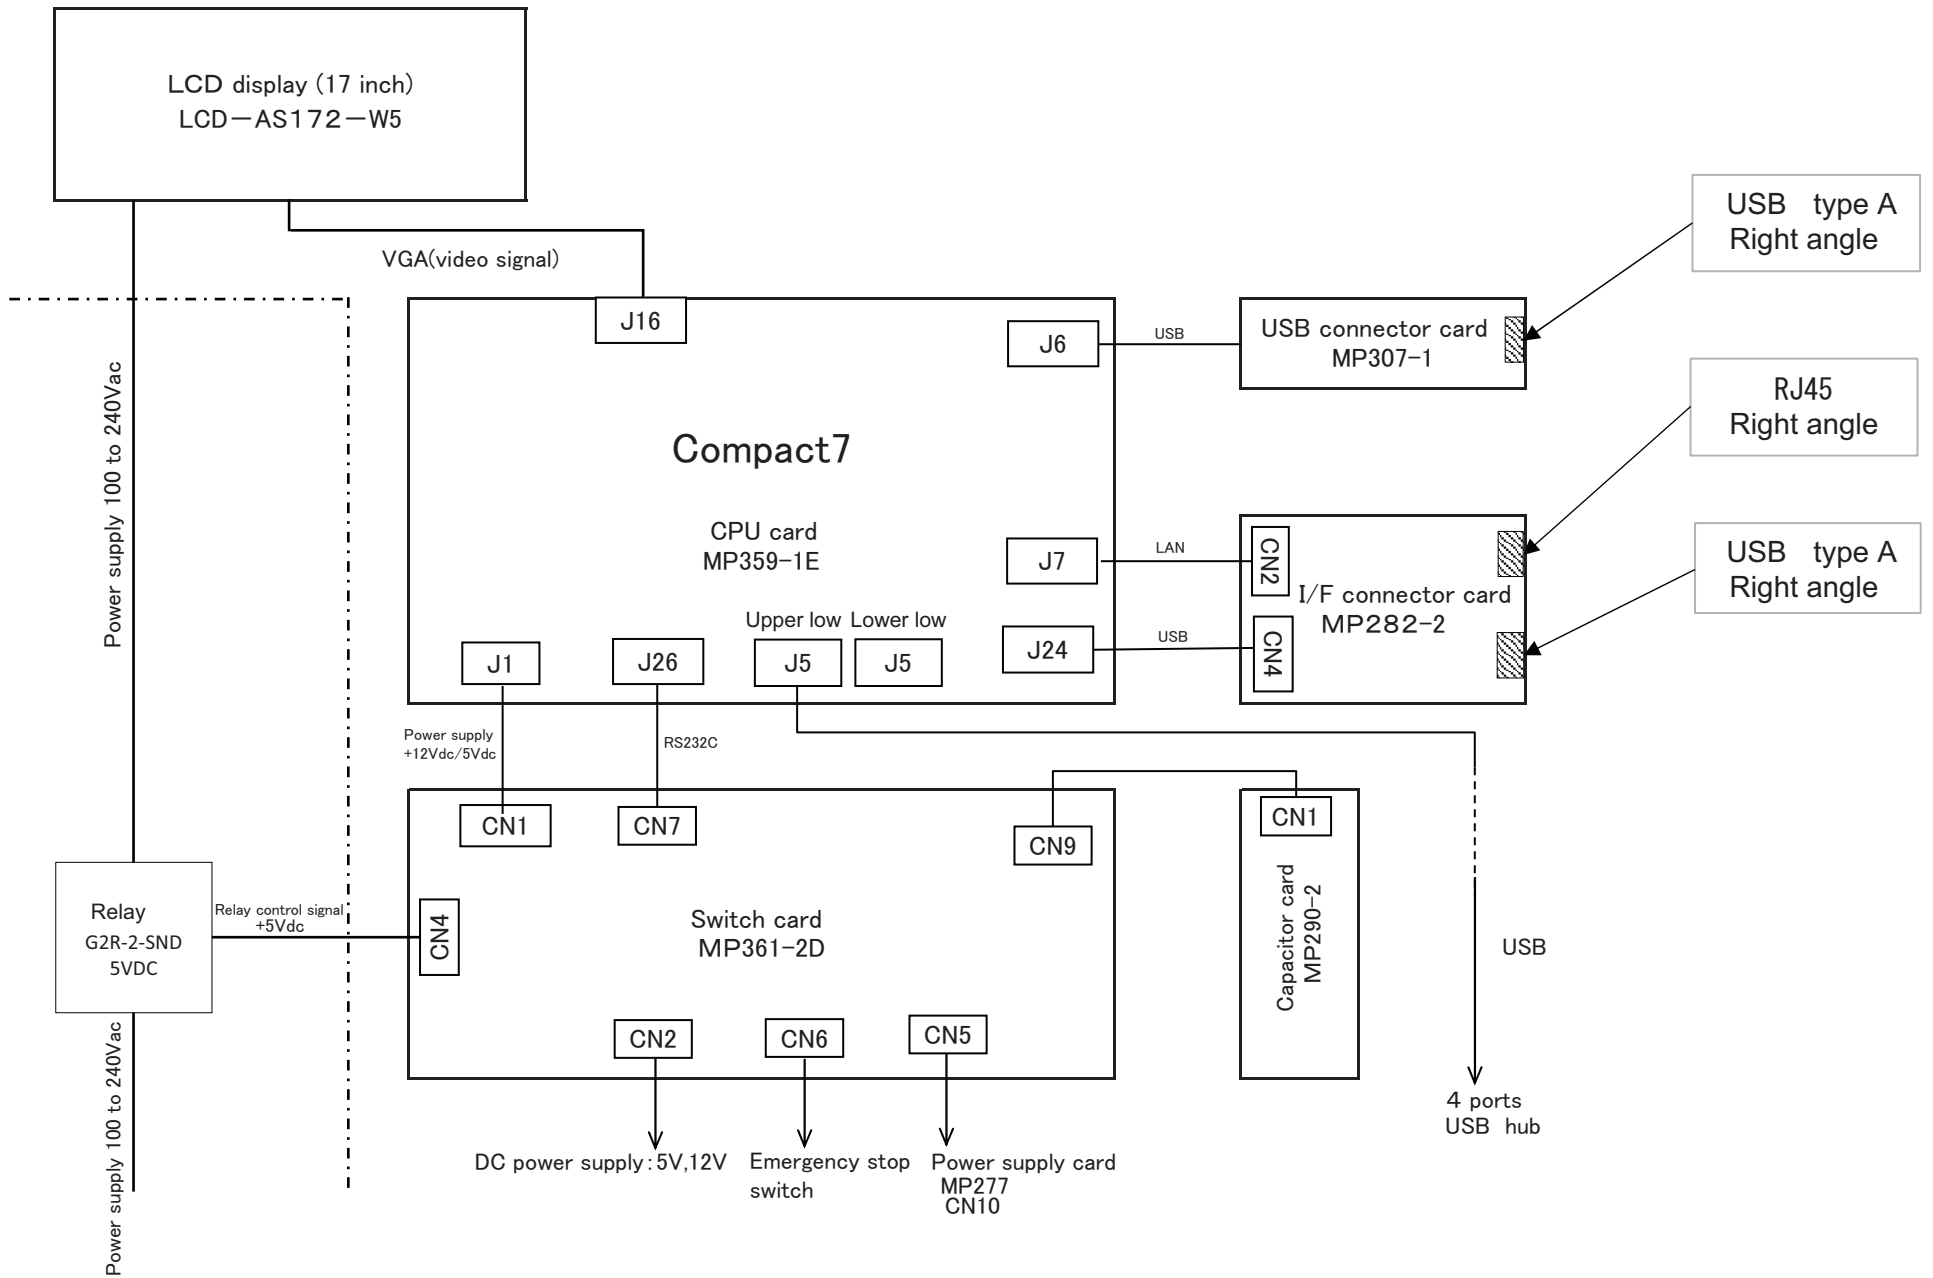 LCD display (17 inch)
LCD－AS172－W5
VGA(video signal)
Power supply 100 to 240Vac
J16
J6
USB
USB connector card
MP307-1
USB type A
Right angle
RJ45
Right angle
USB type A
Right angle
Compact7
CPU card
MP359-1E
J7
LAN
CN2
I/F connector card
MP282-2
Upper low
Lower low
J1
J26
J5
J5
J24
USB
CN4
Power supply
+12Vdc/5Vdc
RS232C
CN1
CN7
CN9
CN1
Capacitor card
MP290-2
Relay
G2R-2-SND
5VDC
Relay control signal
+5Vdc
CN4
Switch card
MP361-2D
USB
CN2
CN6
CN5
Power supply 100 to 240Vac
DC power supply:5V,12V
Emergency stop
switch
Power supply card
MP277
CN10
4 ports
USB hub